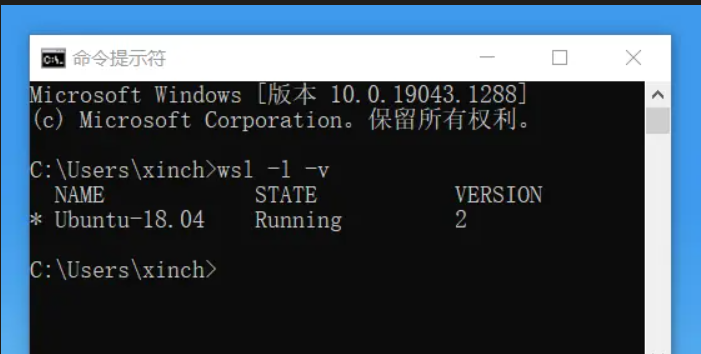 命令提示符
Microsoft Windows [版本 10.0.19043.1288]
(c) Microsoft Corporation。保留所有权利。
C:\Users\xinch>wsl -l -v
  NAME            STATE           VERSION
* Ubuntu-18.04    Running         2
C:\Users\xinch>